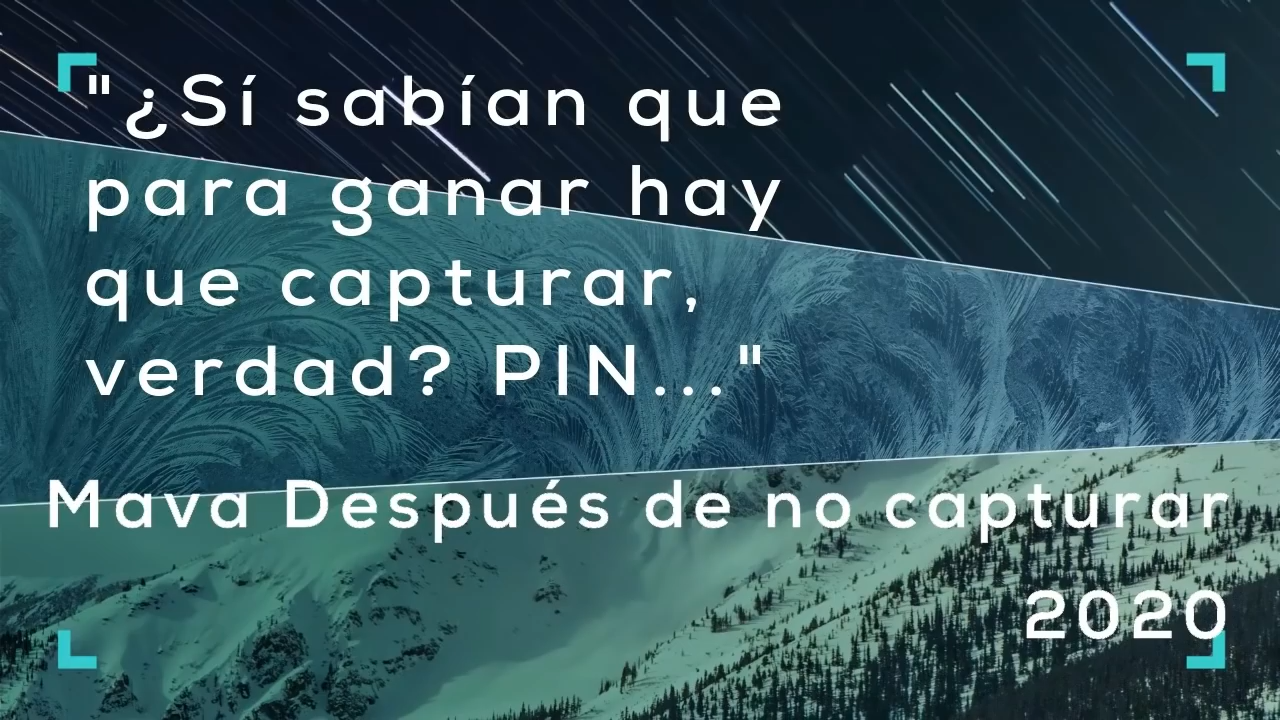 "¿Sí sabían que
para ganar hay
que capturar,
verdad? PIN..."
Mava Después de no capturar
2020